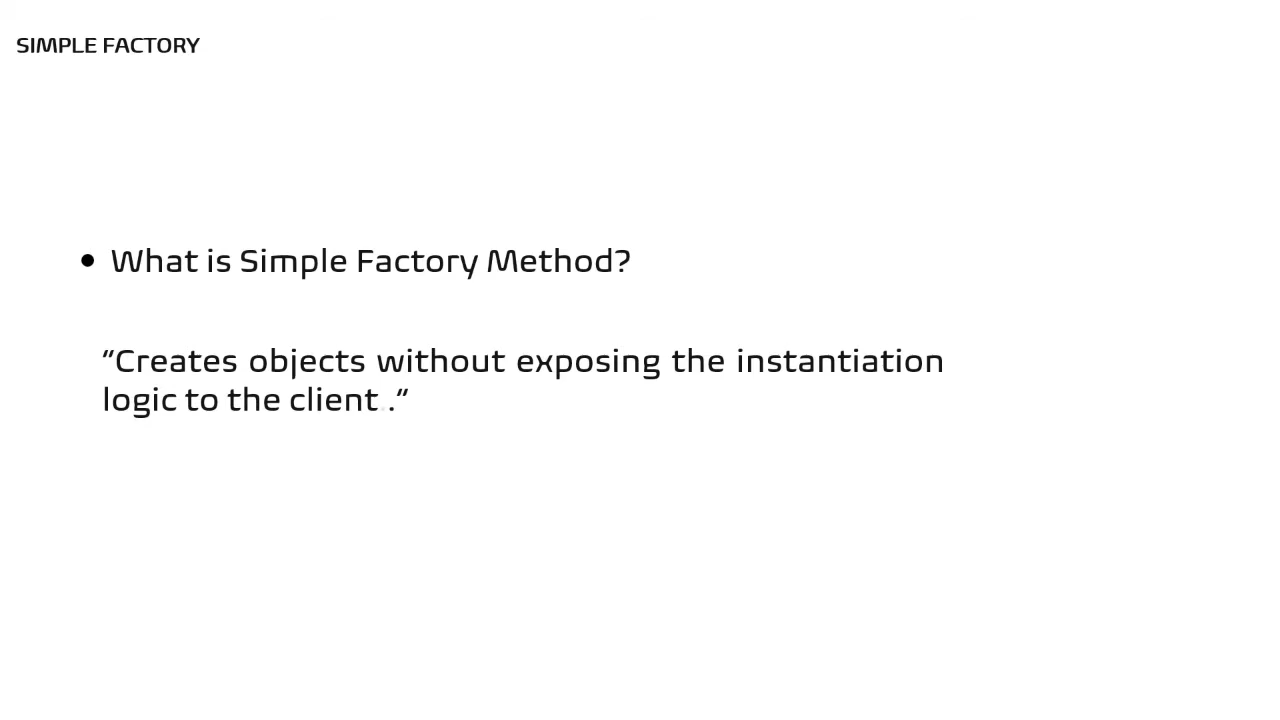 SIMPLE FACTORY
• What is Simple Factory Method?
"Creates objects without exposing the instantiation
logic to the client.."